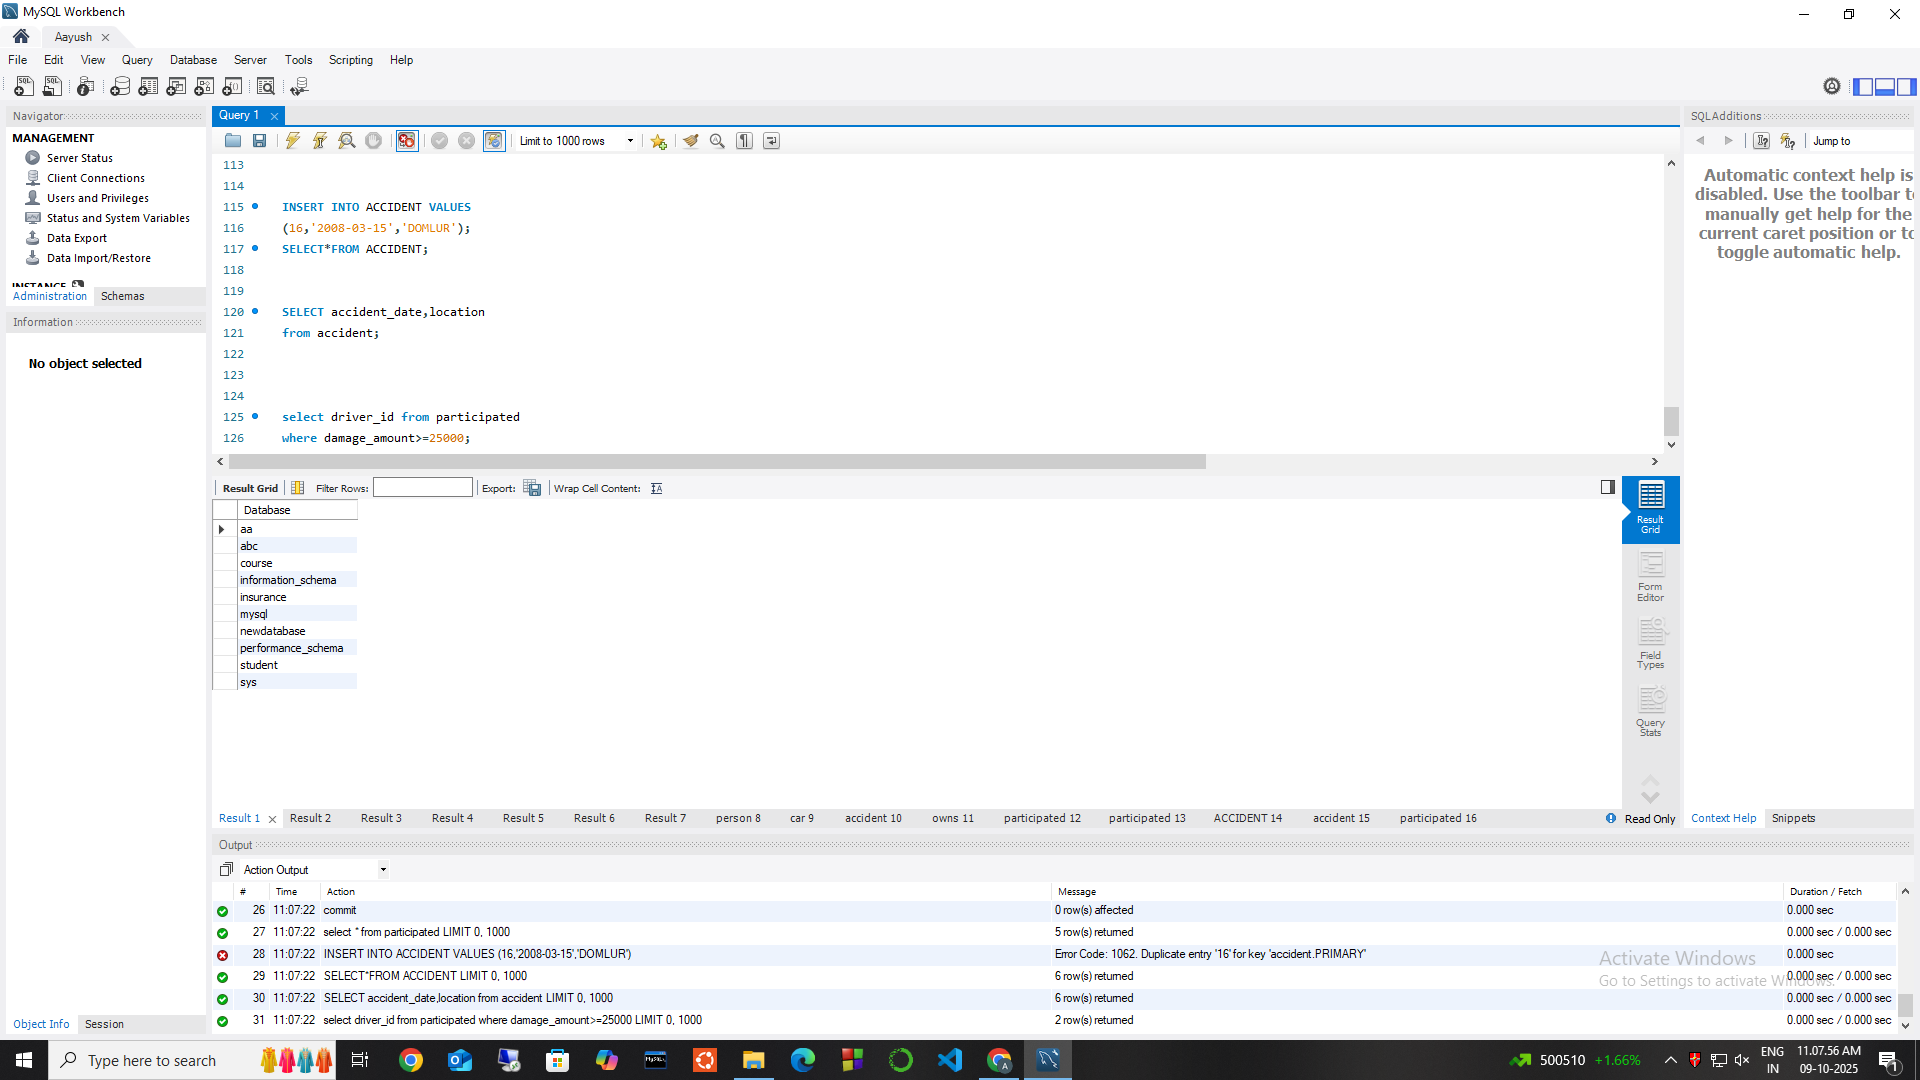 MySQL Workbench
Aayush
File Edit View Query Database Server Tools Scripting Help
Navigator
MANAGEMENT
Server Status
Client Connections
Users and Privileges
Status and System Variables
Data Export
Data Import/Restore
Administration Schemas
Information
No object selected
Object Info Session
Query 1
Limit to 1000 rows
113
114
115 INSERT INTO ACCIDENT VALUES
116 (16,'2008-03-15','DOMLUR');
117 SELECT*FROM ACCIDENT;
118
119
120 SELECT accident_date,location
121 from accident;
122
123
124
125 select driver_id from participated
126 where damage_amount>=25000;
Result Grid Filter Rows: Export: Wrap Cell Content:
Database
aa
abc
course
information_schema
insurance
mysql
newdatabase
performance_schema
student
sys
Result Grid
Form Editor
Field Types
Query Stats
Result 1 Result 2 Result 3 Result 4 Result 5 Result 6 Result 7 person 8 car 9 accident 10 owns 11 participated 12 participated 13 ACCIDENT 14 accident 15 participated 16 Read Only
SQLAdditions
Jump to
Automatic context help is
disabled. Use the toolbar
manually get help for the
current caret position or
toggle automatic help.
Context Help Snippets
Output
Action Output
# Time Action Message Duration / Fetch
26 11:07:22 commit 0 row(s) affected 0.000 sec
27 11:07:22 select * from participated LIMIT 0, 1000 5 row(s) returned 0.000 sec / 0.000 sec
28 11:07:22 INSERT INTO ACCIDENT VALUES (16,'2008-03-15','DOMLUR') Error Code: 1062. Duplicate entry '16' for key 'accident.PRIMARY' 0.000 sec
29 11:07:22 SELECT*FROM ACCIDENT LIMIT 0, 1000 6 row(s) returned 0.000 sec / 0.000 sec
30 11:07:22 SELECT accident_date,location from accident LIMIT 0, 1000 6 row(s) returned 0.000 sec / 0.000 sec
31 11:07:22 select driver_id from participated where damage_amount>=25000 LIMIT 0, 1000 2 row(s) returned 0.000 sec / 0.000 sec
Activate Windows
Go to Settings to activate Windows.
Type here to search
500510 +1.66%
ENG
IN
11.07.56 AM
09-10-2025
1